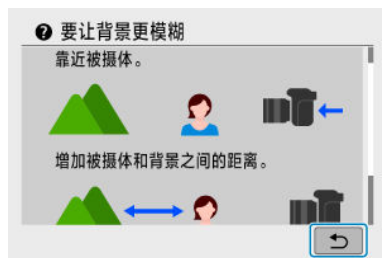 ? 要让背景更模糊
靠近被摄体。
增加被摄体和背景之间的距离。